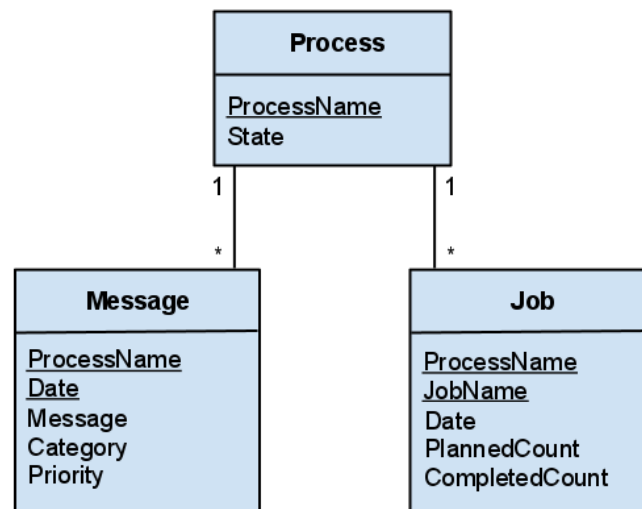 Process
ProcessName
State
1
1
*
*
Message
ProcessName
Date
Message
Category
Priority
Job
ProcessName
JobName
Date
PlannedCount
CompletedCount